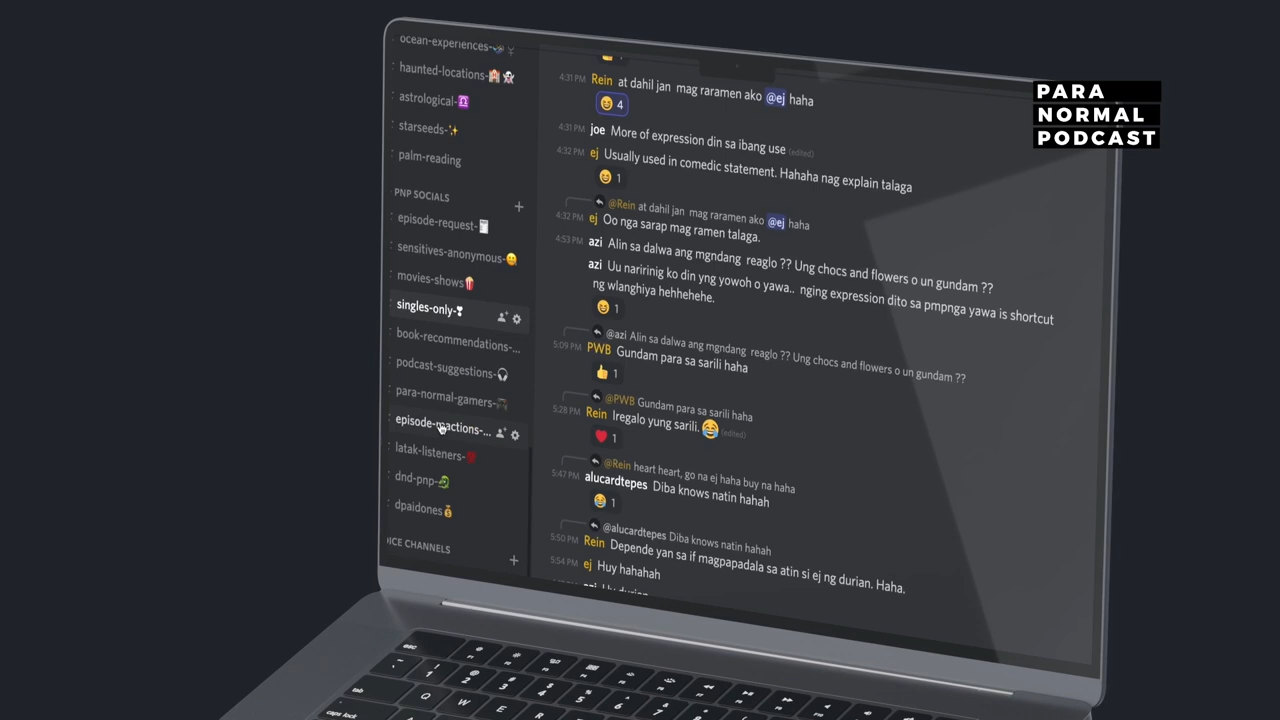 PARA
NORMAL
PODCAST
ocean-experiences-
haunted-locations-
astrological-
starseeds-
palm-reading
PNP SOCIALS
episode-request-
sensitives-anonymous-
movies-shows
singles-only-
book-recommendations-...
podcast-suggestions-
para-normal-gamers-
latak-listeners-
dnd-pnp-
dpaidones
CHANNELS
4:31 PM Rein at dahil jan mag raramen ako @ej haha
4
4:31 PM joe More of expression din sa ibang use (edited)
4:32 PM ej Usually used in comedic statement. Hahaha nag explain talaga
1
@Rein at dahil jan mag raramen ako @ej haha
4:32 PM ej Oo nga sarap mag ramen talaga.
4:53 PM azi Alin sa dalwa ang mgndang reaglo ?? Ung chocs and flowers o un gundam ??
azi Uu naririnig ko din yng yowoh o yawa.. nging expression dito sa pmpnga yawa is shortcut
ng wlanghiya hehhehehe.
1
@azi Alin sa dalwa ang mgndang reaglo ?? Ung chocs and flowers o un gundam ??
5:09 PM PWB Gundam para sa sarili haha
1
@PWB Gundam para sa sarili haha
5:28 PM Rein Iregalo yung sarili. (edited)
1
@Rein heart heart, go na ej haha buy na haha
5:47 PM alucardtepes Diba knows natin hahah
1
@alucardtepes Diba knows natin hahah
5:50 PM Rein Depende yan sa if magpapadala sa atin si ej ng durian. Haha.
5:54 PM ej Huy hahahah
esc
tab
caps lock
Q
W
E
R